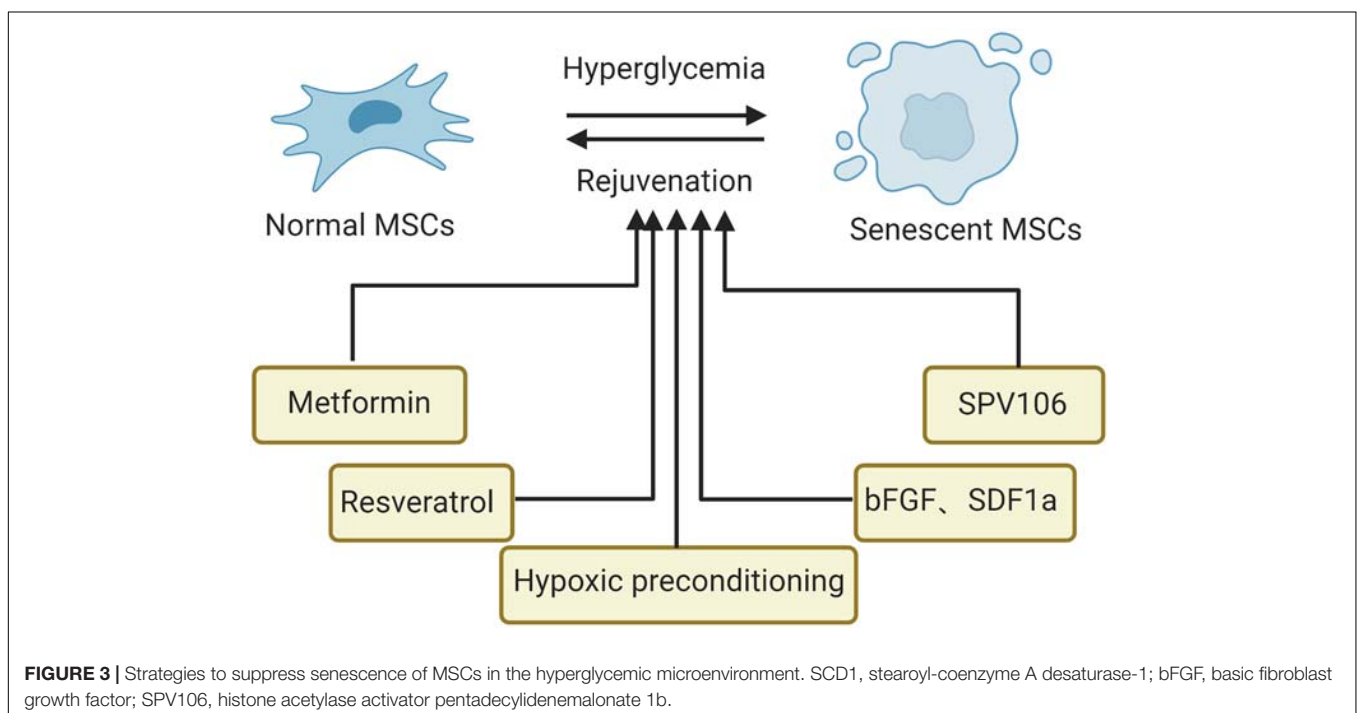 Hyperglycemia
Rejuvenation
Normal MSCs
Senescent MSCs
Metformin
SPV106
Resveratrol
bFGF、SDF1a
Hypoxic preconditioning
FIGURE 3 | Strategies to suppress senescence of MSCs in the hyperglycemic microenvironment. SCD1, stearoyl-coenzyme A desaturase-1; bFGF, basic fibroblast
growth factor; SPV106, histone acetylase activator pentadecylidenemalonate 1b.